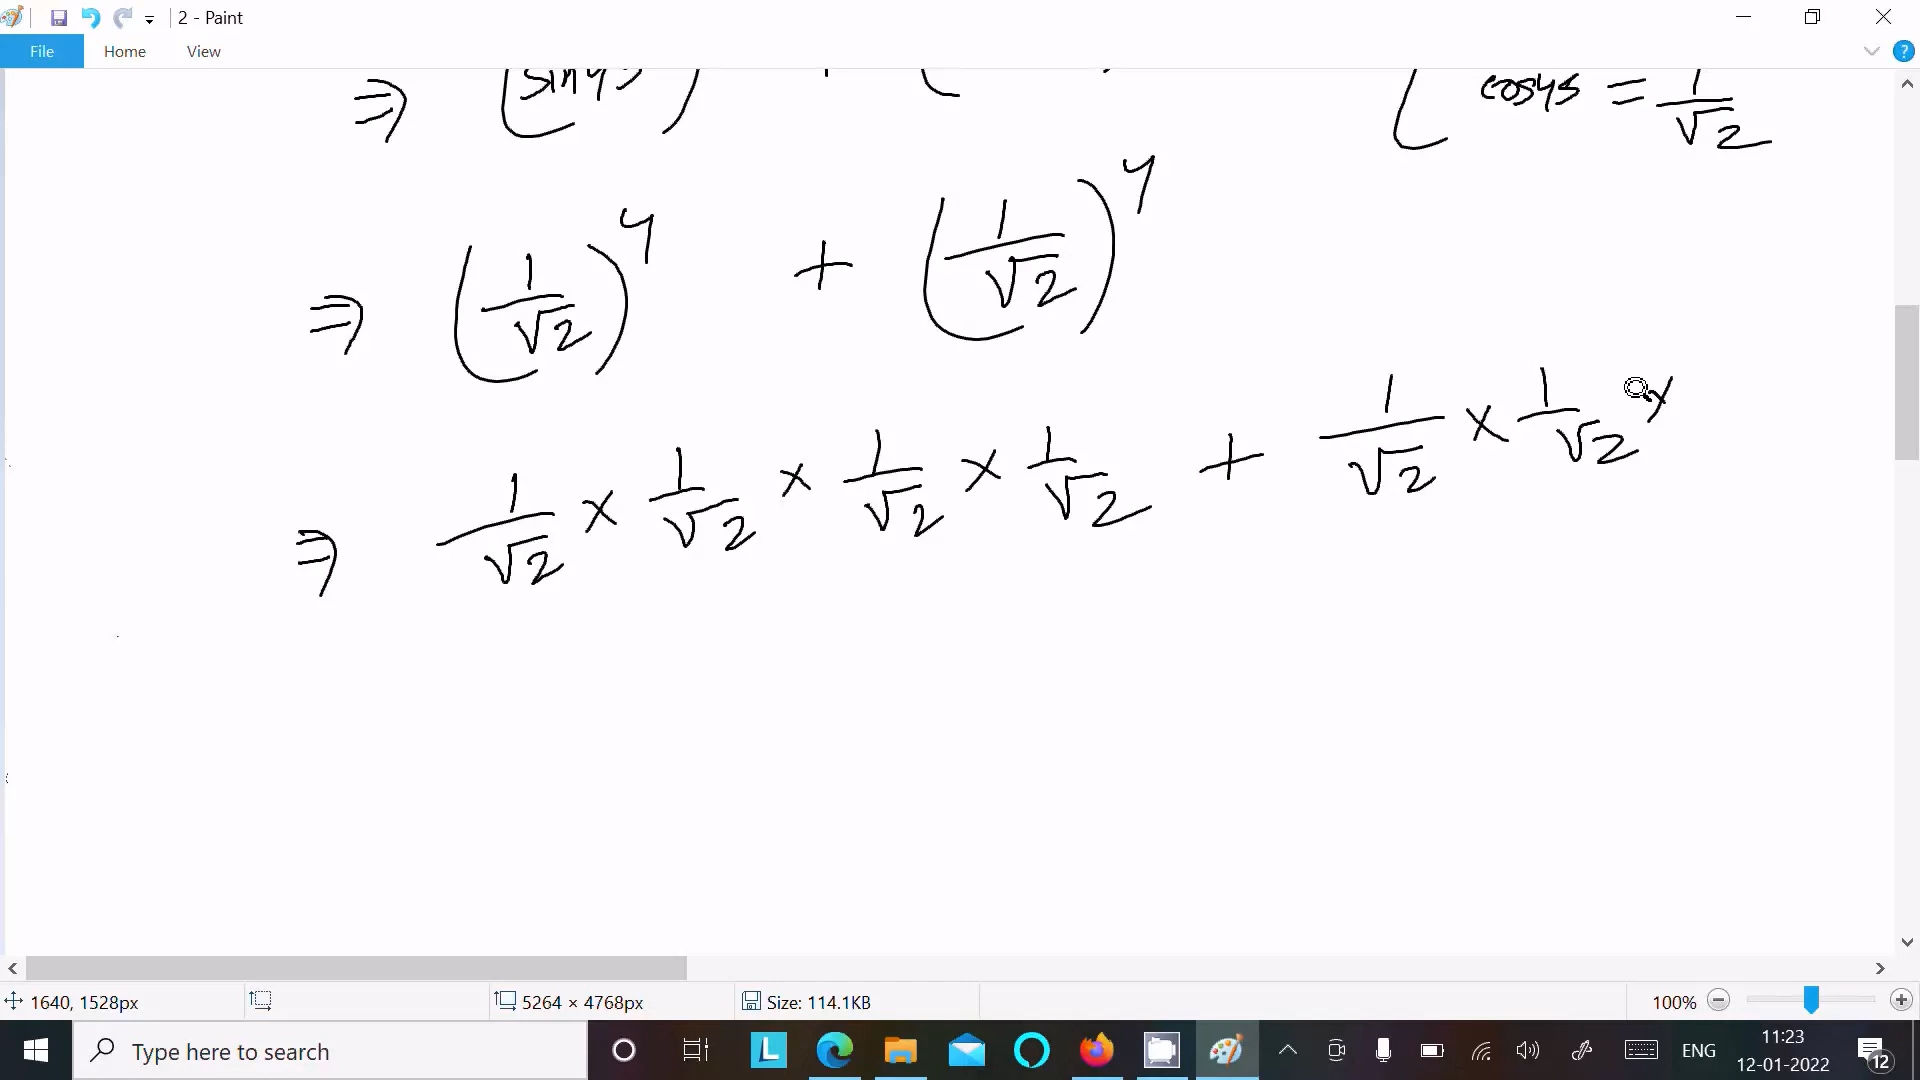 2 - Paint
File Home View
⇒ (sin45) + ( cos45 = 1/√2
⇒ (1/√2)^4 + (1/√2)^4
⇒ 1/√2 × 1/√2 × 1/√2 × 1/√2 + 1/√2 × 1/√2 ×
1640, 1528px 5264 × 4768px Size: 114.1KB 100%
Type here to search
L
ENG
11:23
12-01-2022
12